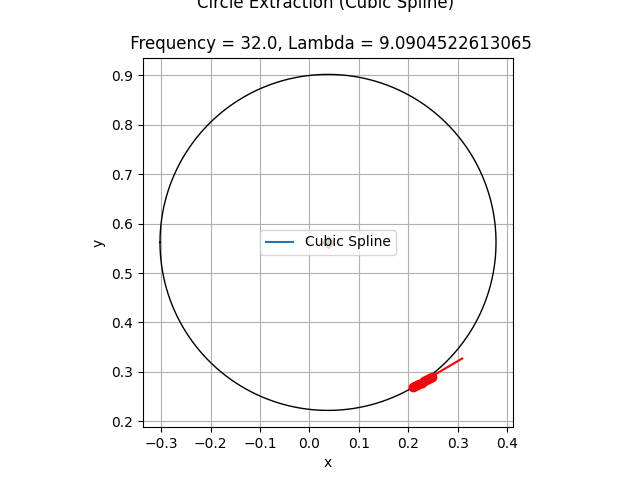 Circle Extraction (Cubic Spline)
Frequency = 32.0, Lambda = 9.0904522613065
0.9
0.8
0.7
0.6
0.5
0.4
0.3
0.2
y
Cubic Spline
−0.3 −0.2 −0.1 0.0 0.1 0.2 0.3 0.4
x